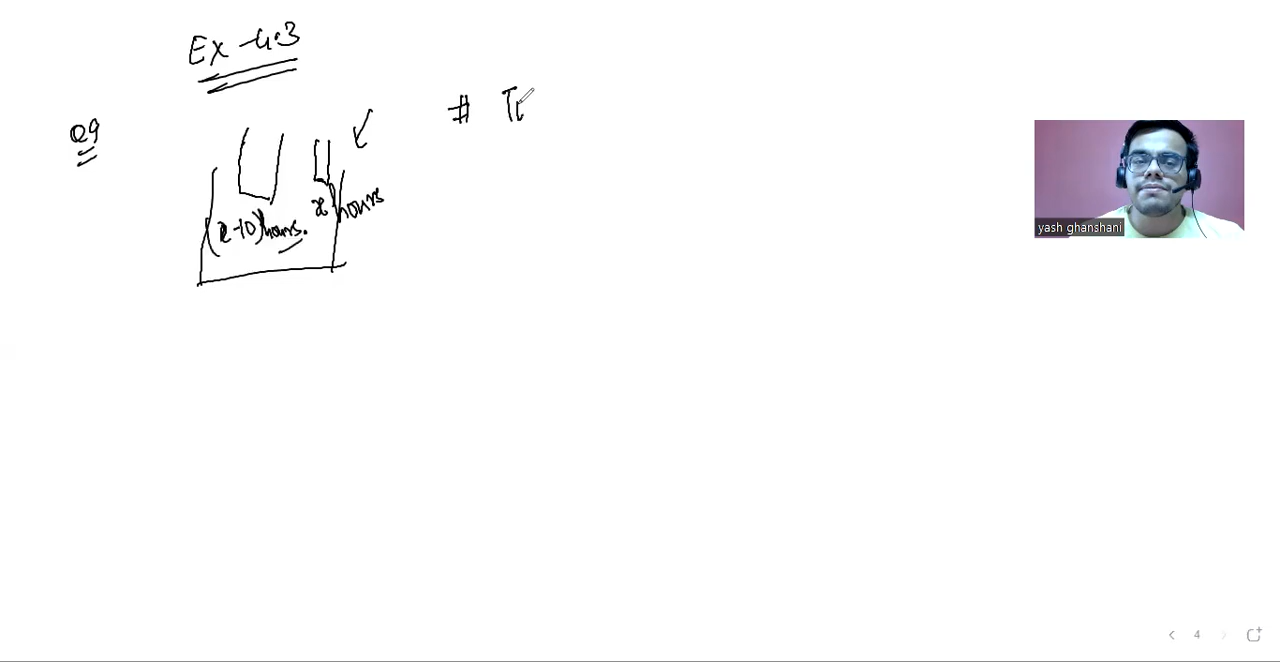 Ex-4.3
Q9
#
x hours
(x-10) hours.
yash ghanshani
4